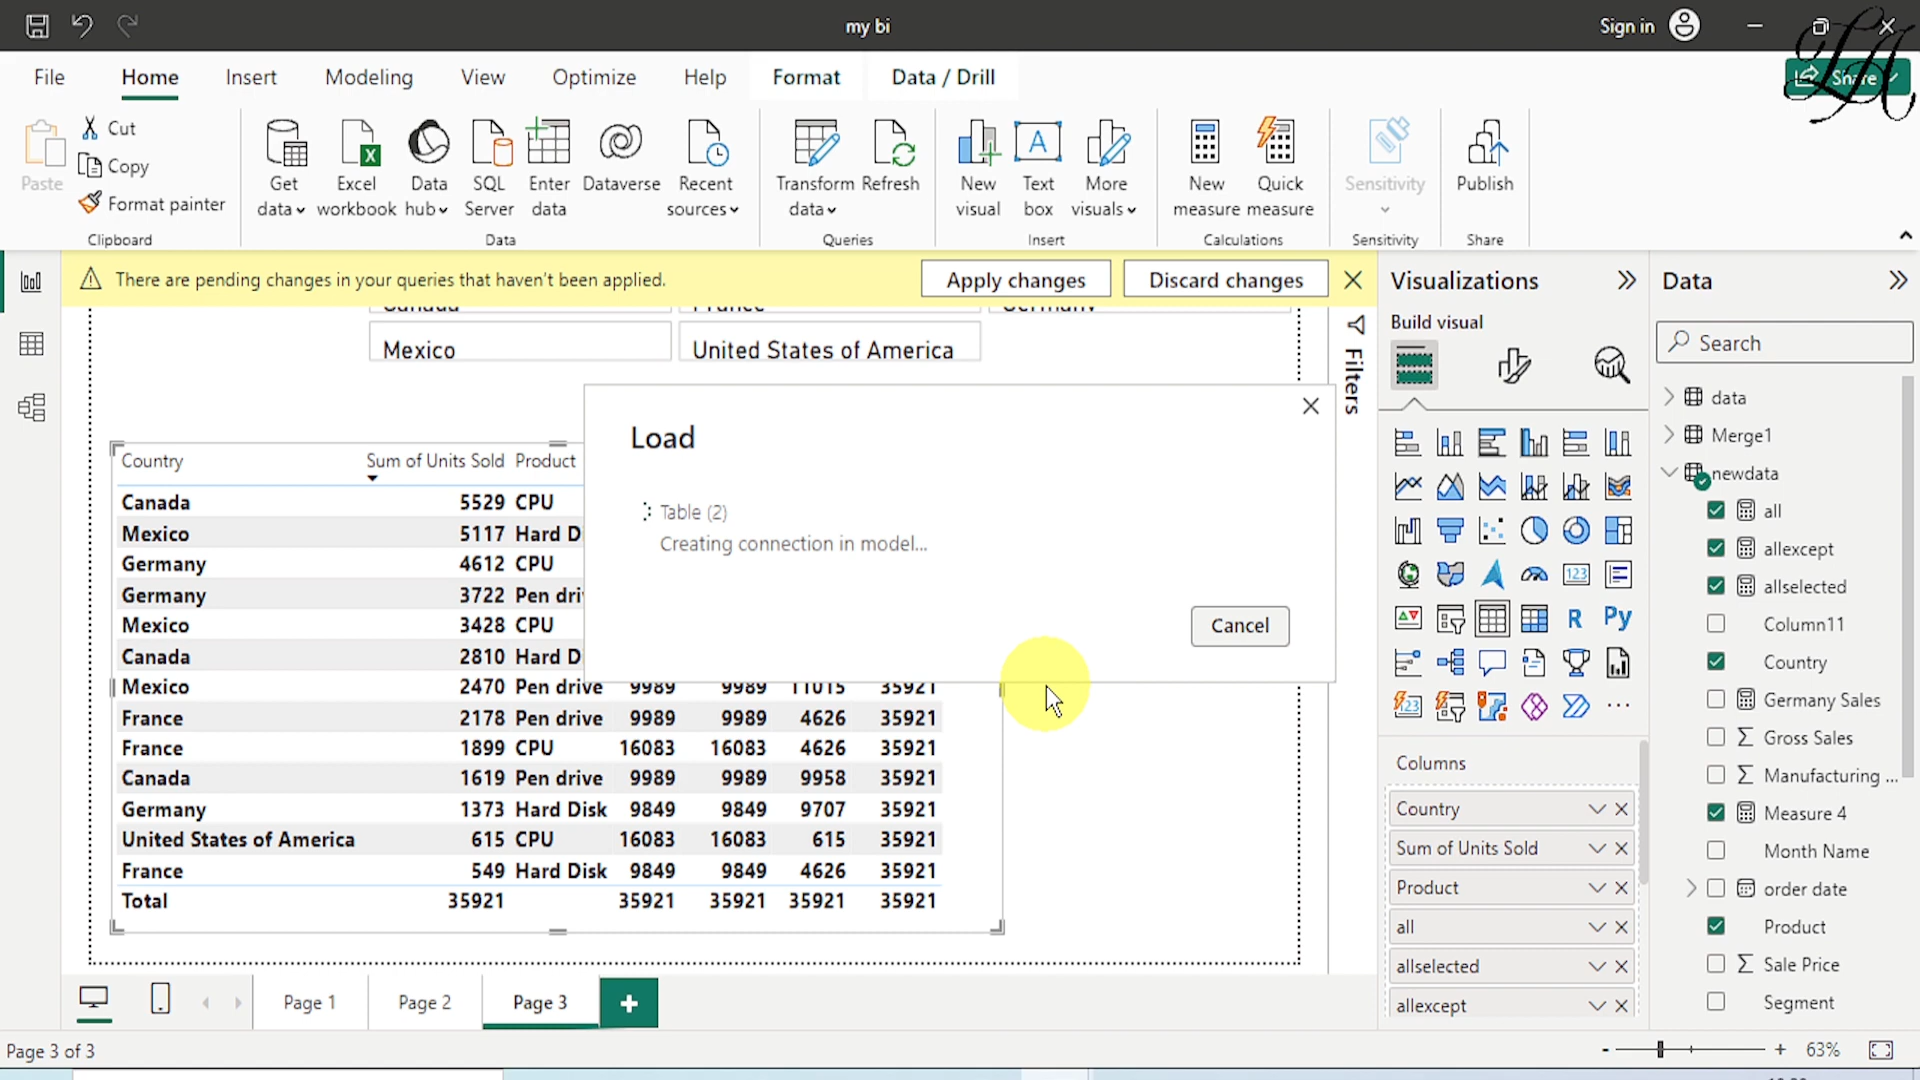 my bi
Sign in
File Home Insert Modeling View Optimize Help Format Data / Drill
Share
Paste
Cut
Copy
Format painter
Clipboard
Get data
Excel workbook
Data hub
SQL Server
Enter data
Dataverse
Recent sources
Data
Transform data
Refresh
Queries
New visual
Text box
More visuals
Insert
New measure
Quick measure
Calculations
Sensitivity
Sensitivity
Publish
Share
There are pending changes in your queries that haven't been applied.
Apply changes
Discard changes
Canada France Germany
Mexico United States of America
Load
Table (2)
Creating connection in model...
Cancel
Country Sum of Units Sold Product
Canada 5529 CPU
Mexico 5117 Hard D
Germany 4612 CPU
Germany 3722 Pen dri
Mexico 3428 CPU
Canada 2810 Hard D
Mexico 2470 Pen drive 9989 9989 11015 35921
France 2178 Pen drive 9989 9989 4626 35921
France 1899 CPU 16083 16083 4626 35921
Canada 1619 Pen drive 9989 9989 9958 35921
Germany 1373 Hard Disk 9849 9849 9707 35921
United States of America 615 CPU 16083 16083 615 35921
France 549 Hard Disk 9849 9849 4626 35921
Total 35921 35921 35921 35921 35921
Filters
Visualizations
Build visual
123
R
Py
123
Columns
Country
Sum of Units Sold
Product
all
allselected
allexcept
Data
Search
data
Merge1
newdata
all
allexcept
allselected
Column11
Country
Germany Sales
Gross Sales
Manufacturing ...
Measure 4
Month Name
order date
Product
Sale Price
Segment
Page 1 Page 2 Page 3
Page 3 of 3
- + 63%